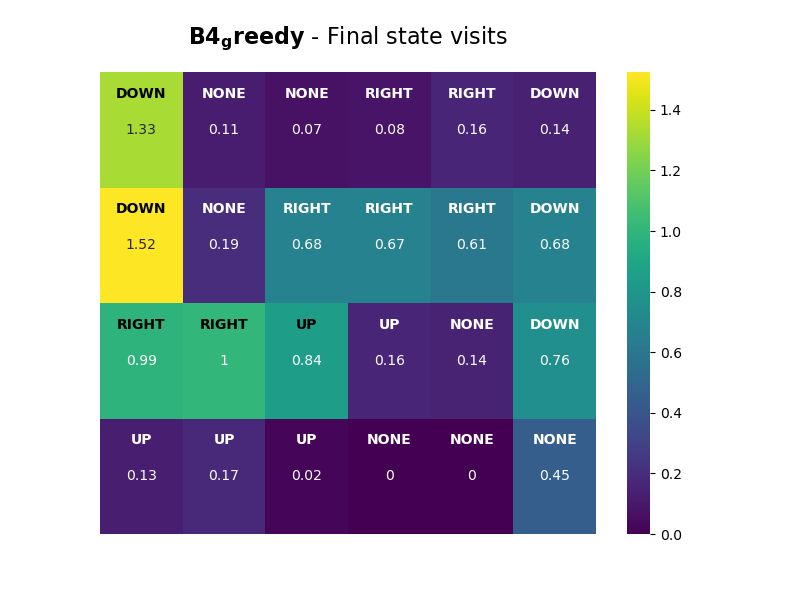 B4greedy - Final state visits
DOWN NONE NONE RIGHT RIGHT DOWN
1.33 0.11 0.07 0.08 0.16 0.14
DOWN NONE RIGHT RIGHT RIGHT DOWN
1.52 0.19 0.68 0.67 0.61 0.68
RIGHT RIGHT UP UP NONE DOWN
0.99 1 0.84 0.16 0.14 0.76
UP UP UP NONE NONE NONE
0.13 0.17 0.02 0 0 0.45
1.4
1.2
1.0
0.8
0.6
0.4
0.2
0.0